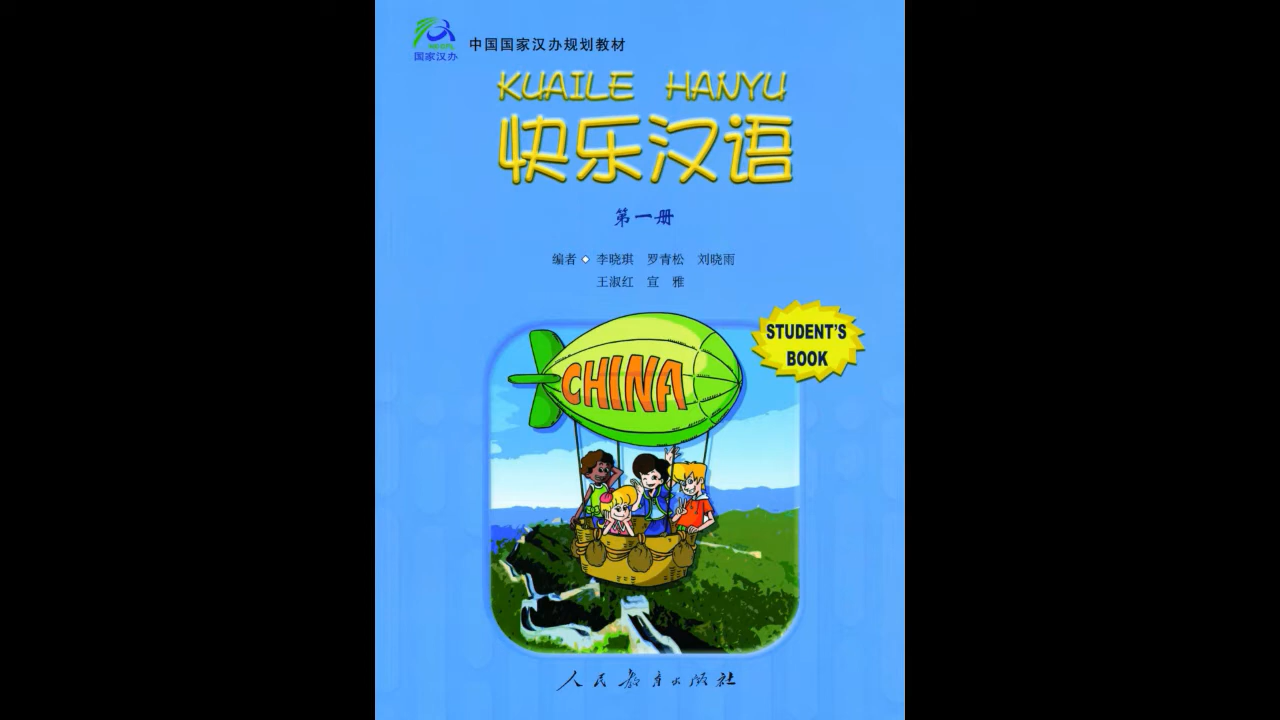 中国国家汉办规划教材
国家汉办
KUAILE HANYU
快乐汉语
第一册
编者◇李晓琪 罗青松 刘晓雨
王淑红 宣 雅
STUDENT'S
BOOK
CHINA
人民教育出版社